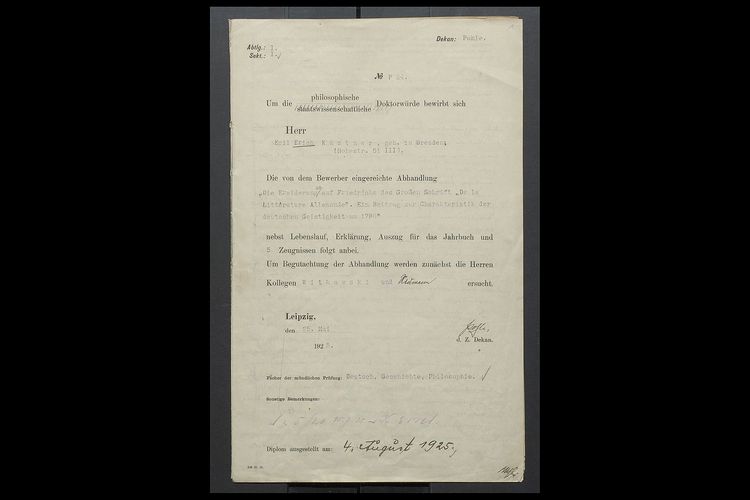 Dekan: Pohle.
Abtlg.: I.
Sekt.: I.
№
philosophische
Um die staatswissenschaftliche Doktorwürde bewirbt sich
Herr
Emil Erich Kästner, geb. in Dresden,
(Hohestr. 51 III).
Die von dem Bewerber eingereichte Abhandlung
„Die Erwiderungen auf Friedrichs des Großen Schrift „De la
Littérature Allemande". Ein Beitrag zur Charakteristik der
deutschen Geistigkeit um 1780"
nebst Lebenslauf, Erklärung, Auszug für das Jahrbuch und
5. Zeugnissen folgt anbei.
Um Begutachtung der Abhandlung werden zunächst die Herren
Kollegen Witkowski und ersucht.
Leipzig,
den 25. Mai
1925.
J. Z. Dekan.
Fächer der mündlichen Prüfung: Deutsch, Geschichte, Philosophie.
Sonstige Bemerkungen:
Diplom ausgestellt am: 4. August 1925.